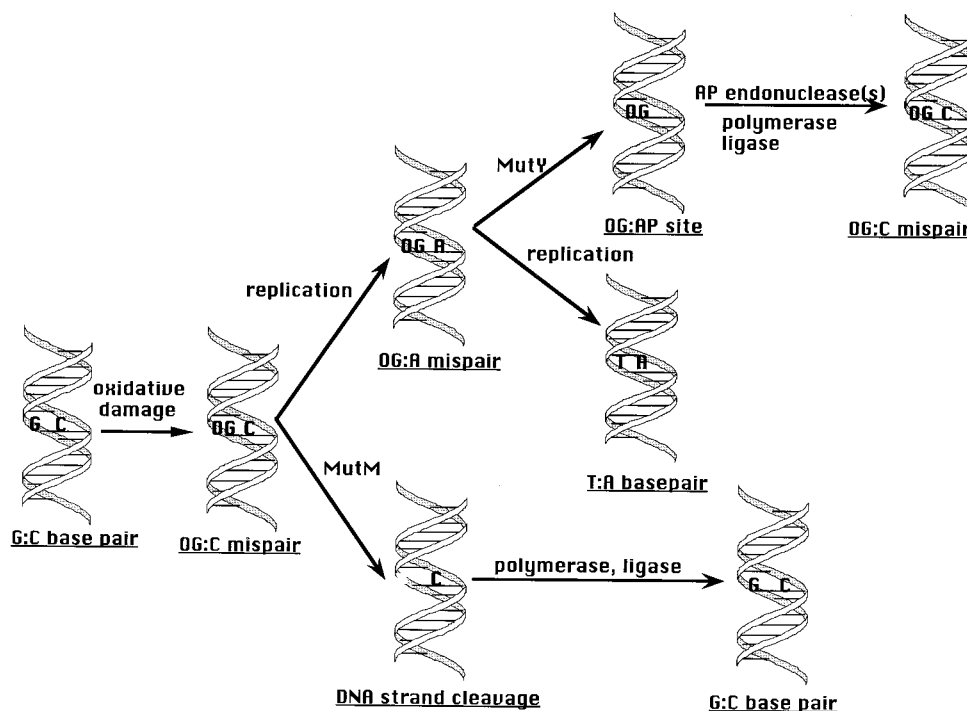 OG
AP endonuclease(s)
polymerase
ligase
OG C
MutY
OG:AP site
OG:C mispair
OG A
replication
replication
OG:A mispair
T A
oxidative
damage
G C
OG C
MutM
T:A basepair
G:C base pair
OG:C mispair
C
polymerase, ligase
G C
DNA strand cleavage
G:C base pair